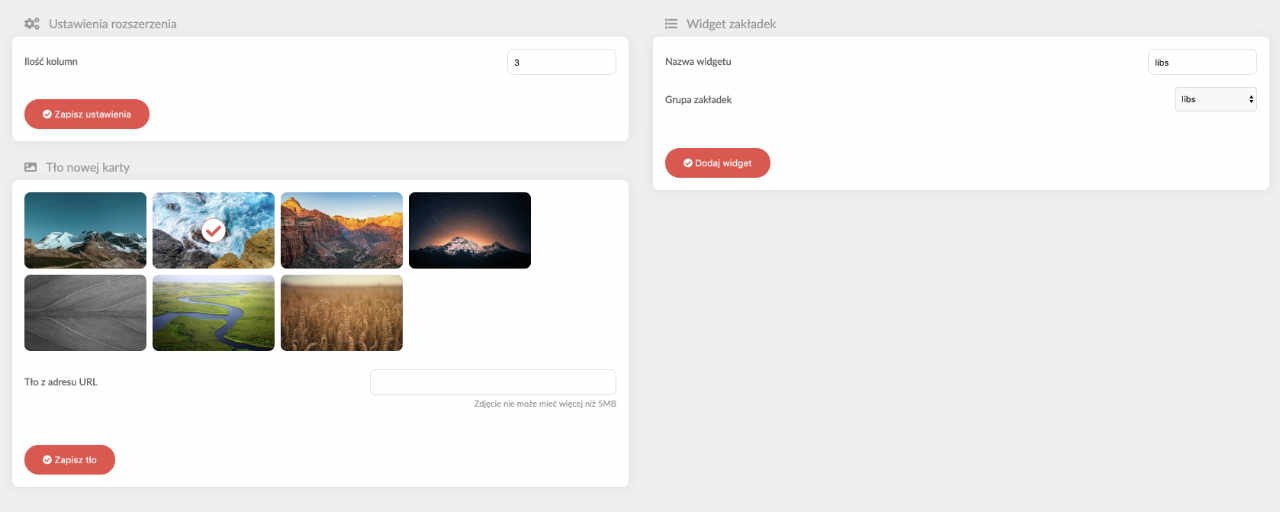 Ustawienia rozszerzenia
Ilość kolumn
3
Zapisz ustawienia
Tło nowej karty
Tło z adresu URL
Zdjęcie nie może mieć więcej niż 5MB
Zapisz tło
Widget zakładek
Nazwa widgetu
libs
Grupa zakładek
libs
Dodaj widget